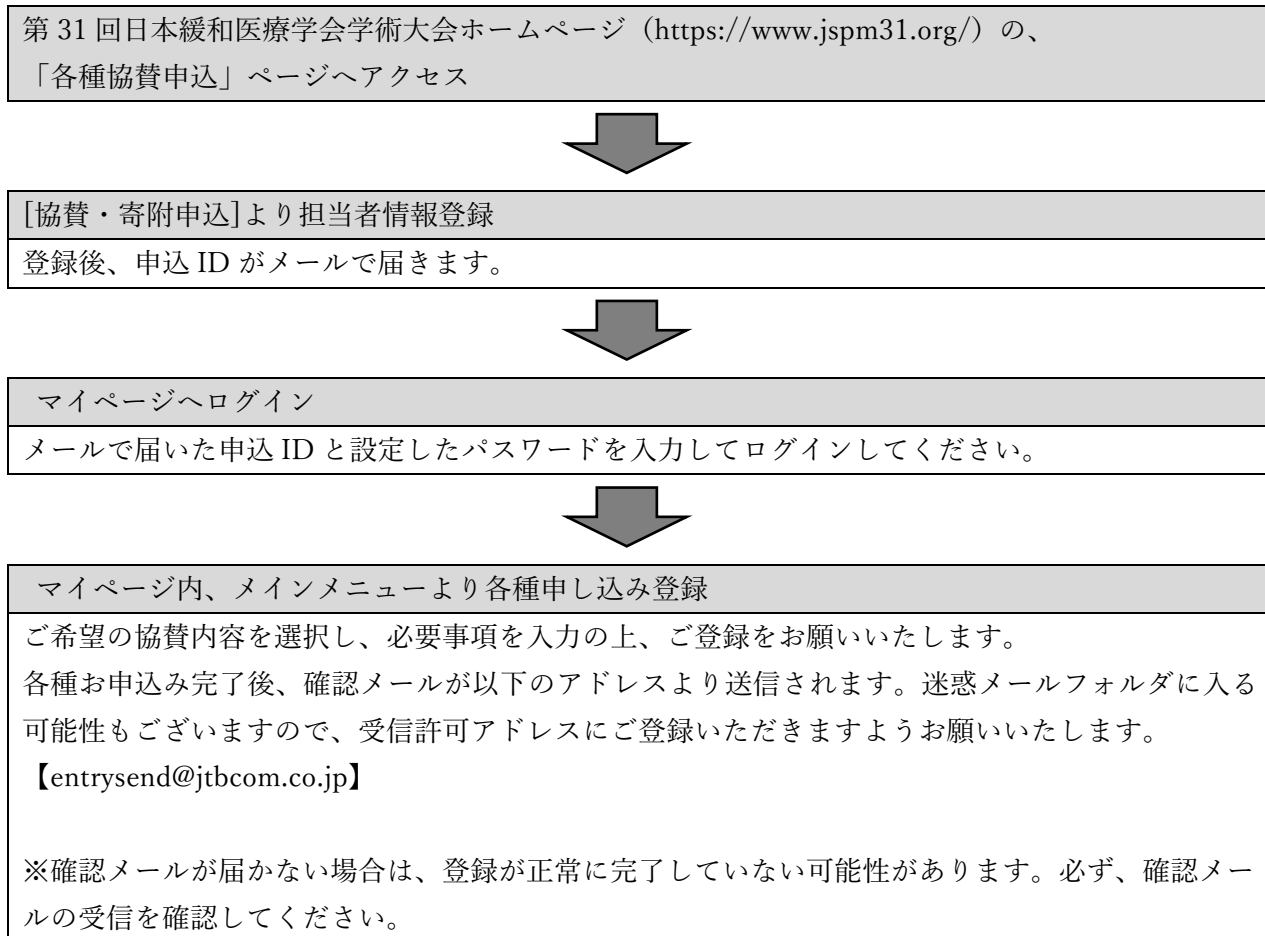 第 31 回日本緩和医療学会学術大会ホームページ（https://www.jspm31.org/）の、
「各種協賛申込」ページへアクセス
[協賛・寄附申込]より担当者情報登録
登録後、申込 ID がメールで届きます。
マイページへログイン
メールで届いた申込 ID と設定したパスワードを入力してログインしてください。
マイページ内、メインメニューより各種申し込み登録
ご希望の協賛内容を選択し、必要事項を入力の上、ご登録をお願いいたします。
各種お申込み完了後、確認メールが以下のアドレスより送信されます。迷惑メールフォルダに入る
可能性もございますので、受信許可アドレスにご登録いただきますようお願いいたします。
【entrysend@jtbcom.co.jp】
※確認メールが届かない場合は、登録が正常に完了していない可能性があります。必ず、確認メー
ルの受信を確認してください。